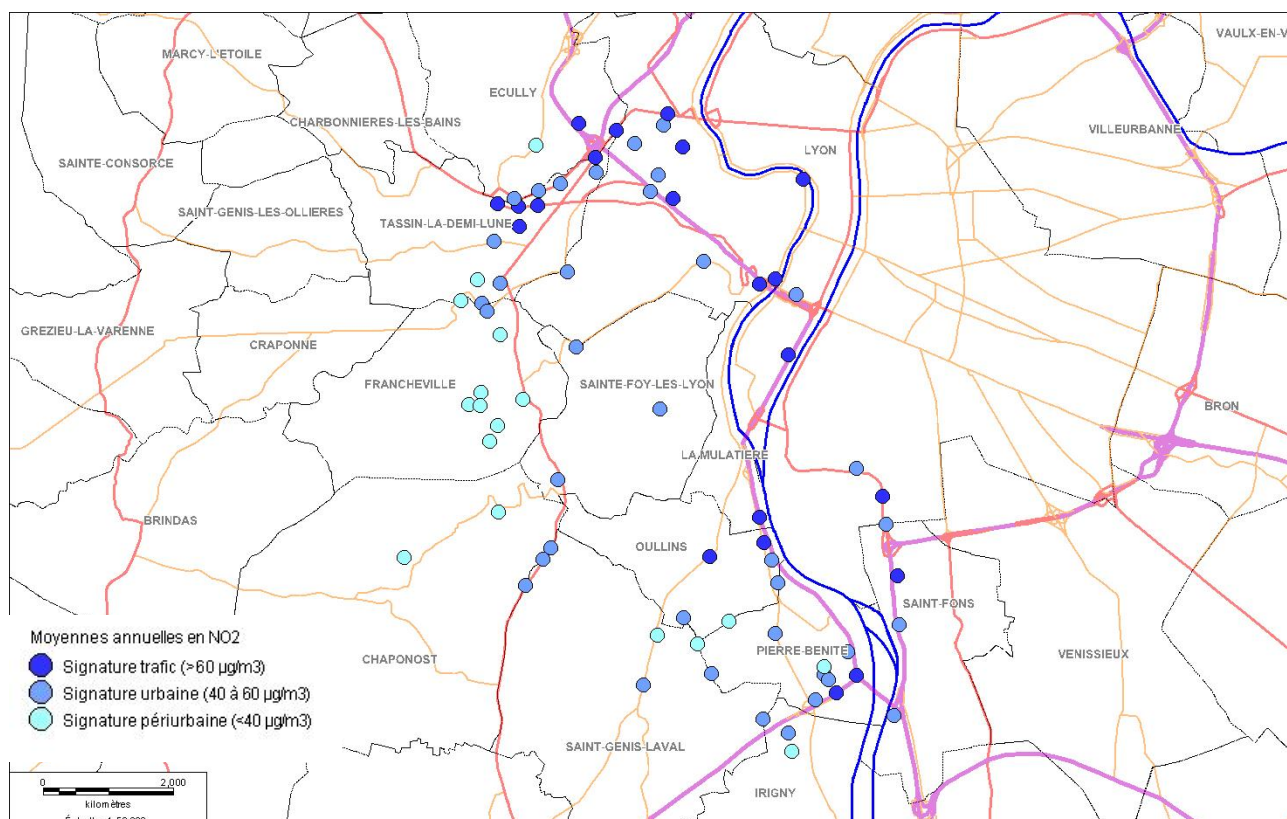 MARCY-L'ETOILE
VAULX-EN-V
ECULLY
CHARBONNIERES-LES-BAINS
VILLEURBANNE
LYON
SAINTE-CONSORCE
SAINT-GENIS-LES-OLLIERES
TASSIN-LA-DEMI-LUNE
GREZIEU-LA-VARENNE
CRAPONNE
FRANCHEVILLE
SAINTE-FOY-LES-LYON
BRON
LA-MULATIERE
BRINDAS
OULLINS
SAINT-FONS
CHAPONOST
PIERRE-BENITE
VENISSIEUX
SAINT-GENIS-LAVAL
IRIGNY
Moyennes annuelles en NO2
Signature trafic (>60 µg/m3)
Signature urbaine (40 à 60 µg/m3)
Signature périurbaine (<40 µg/m3)
0 2,000
kilomètres